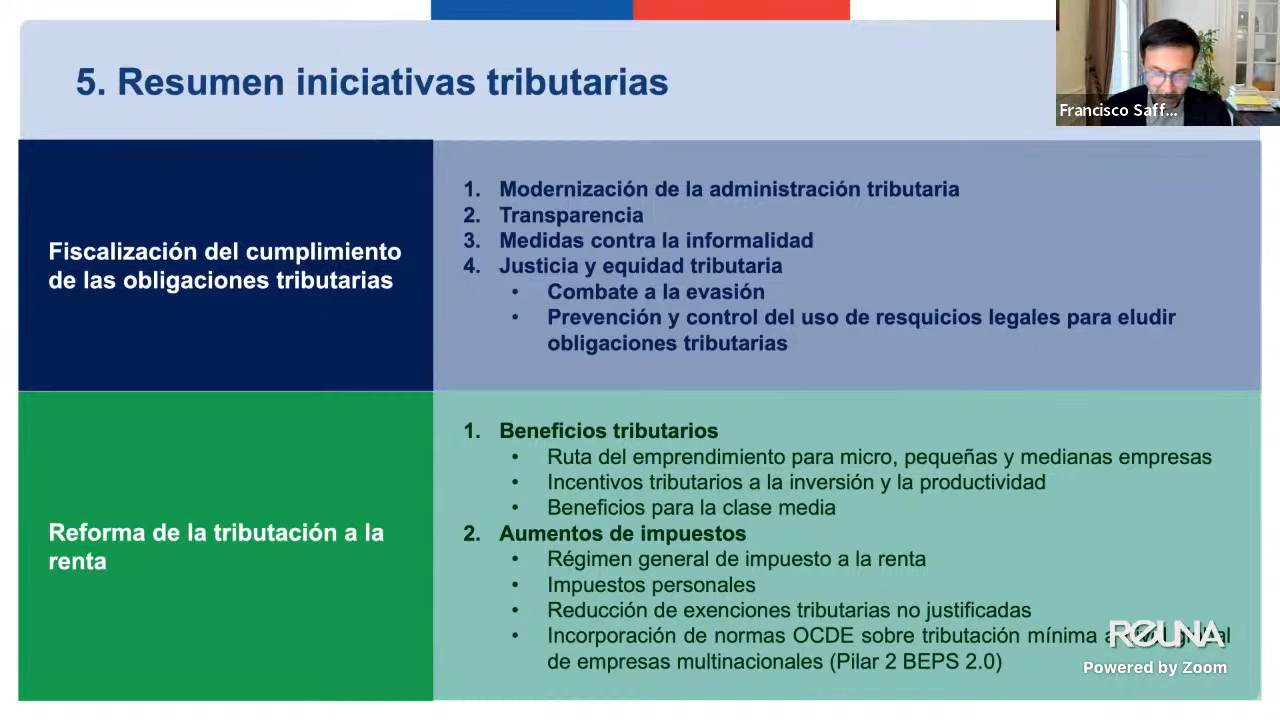 5. Resumen iniciativas tributarias
Francisco Saff...
Fiscalización del cumplimiento
de las obligaciones tributarias
1. Modernización de la administración tributaria
2. Transparencia
3. Medidas contra la informalidad
4. Justicia y equidad tributaria
• Combate a la evasión
• Prevención y control del uso de resquicios legales para eludir
obligaciones tributarias
Reforma de la tributación a la
renta
1. Beneficios tributarios
• Ruta del emprendimiento para micro, pequeñas y medianas empresas
• Incentivos tributarios a la inversión y la productividad
• Beneficios para la clase media
2. Aumentos de impuestos
• Régimen general de impuesto a la renta
• Impuestos personales
• Reducción de exenciones tributarias no justificadas
• Incorporación de normas OCDE sobre tributación mínima a
de empresas multinacionales (Pilar 2 BEPS 2.0)
REUNA
Powered by Zoom